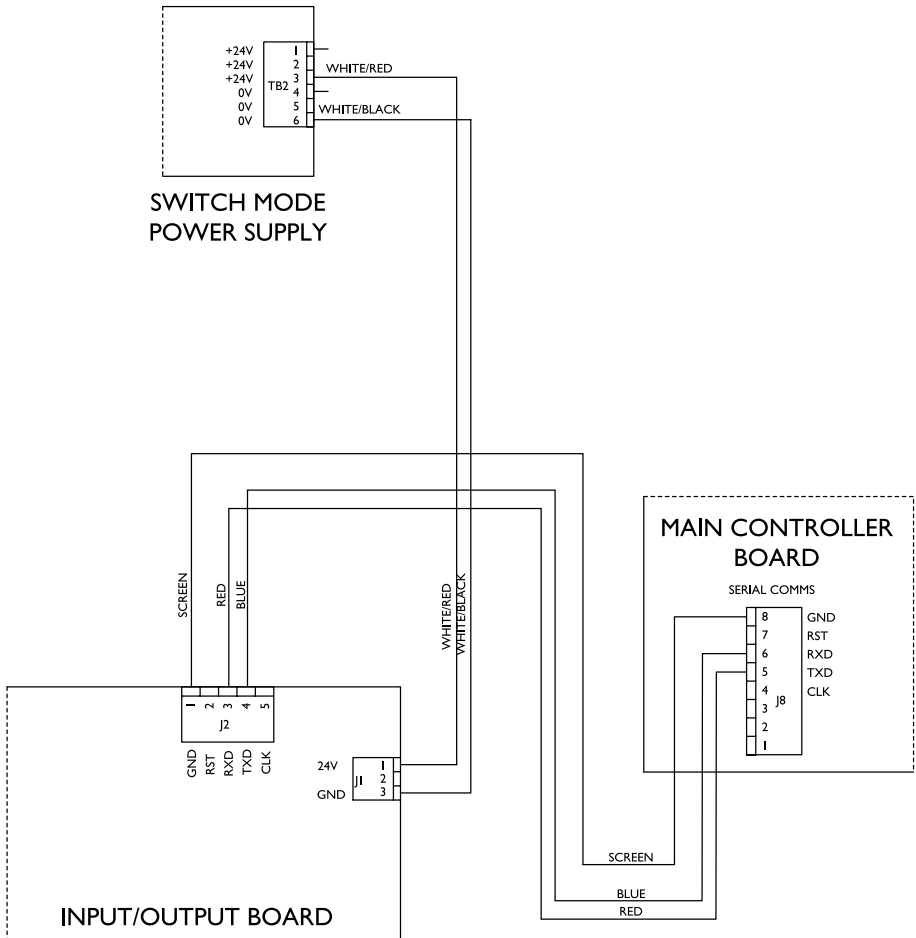 +24V 1
+24V 2
+24V 3
0V 4
0V 5
0V 6
TB2
WHITE/RED
WHITE/BLACK
SWITCH MODE
POWER SUPPLY
SCREEN
RED
BLUE
WHITE/RED
WHITE/BLACK
MAIN CONTROLLER
BOARD
SERIAL COMMS
8 GND
7 RST
6 RXD
5 TXD
4 CLK
3
2
1
J8
1 2 3 4 5
J2
GND RST RXD TXD CLK
24V 1
2
GND 3
J1
SCREEN
BLUE
RED
INPUT/OUTPUT BOARD